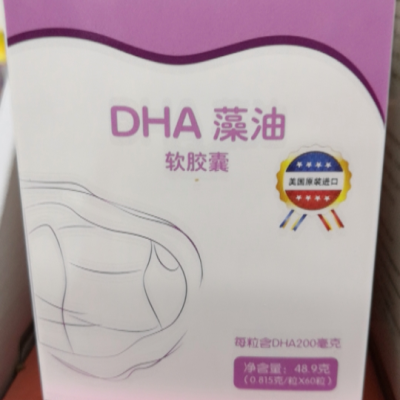 DHA 藻油
软胶囊
美国原装进口
每粒含DHA200毫克
净含量：48.9克
（0.815克/粒X60粒）